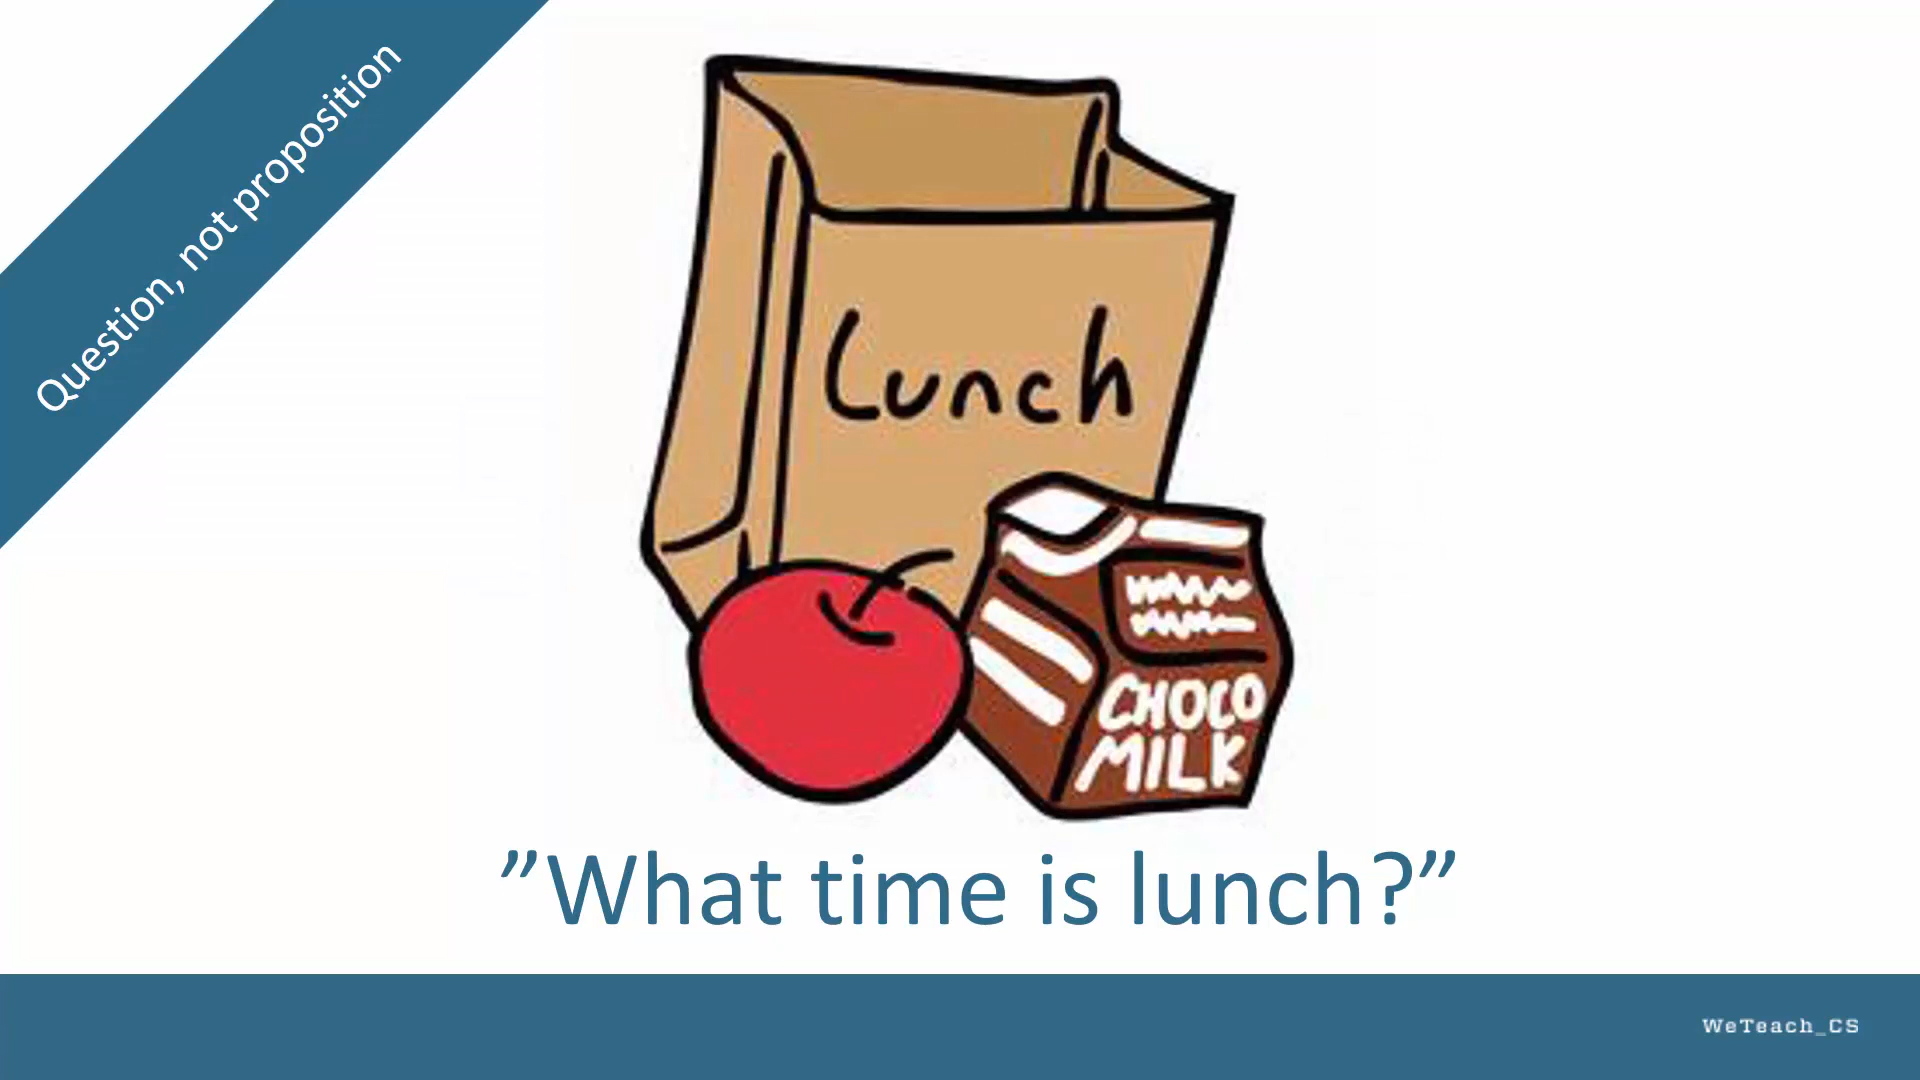 Question, not proposition
Lunch
CHOCO
MILK
”What time is lunch?”
WeTeach_CS